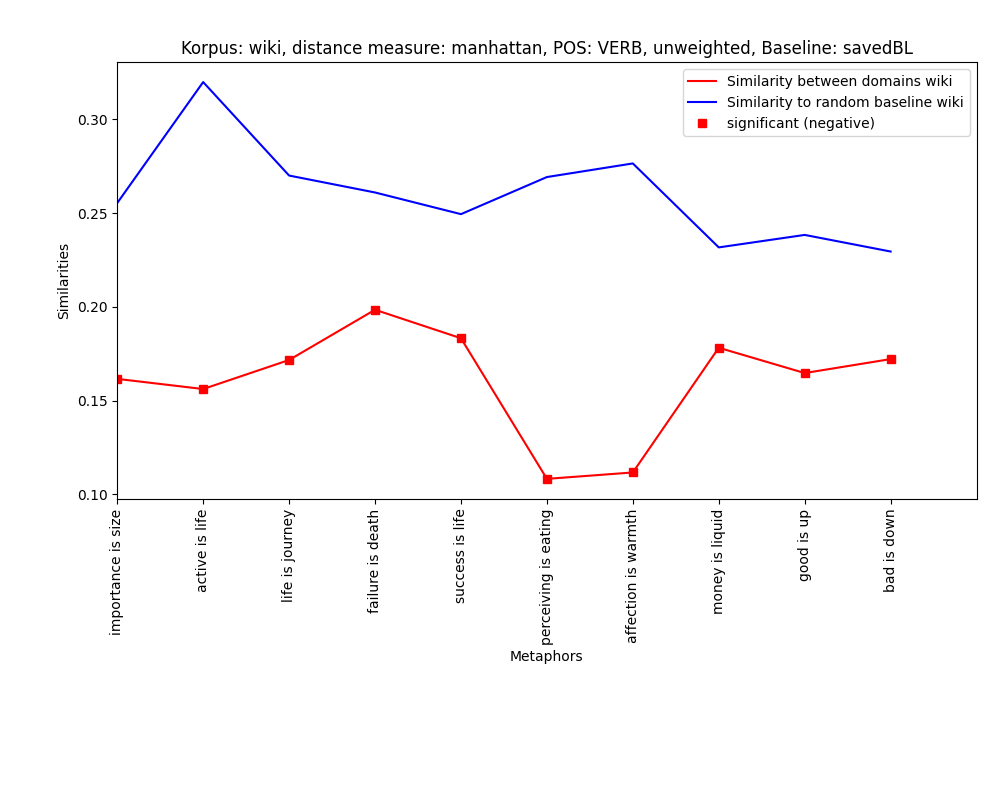 Korpus: wiki, distance measure: manhattan, POS: VERB, unweighted, Baseline: savedBL
Similarity between domains wiki
Similarity to random baseline wiki
significant (negative)
Similarities
0.30
0.25
0.20
0.15
0.10
importance is size
active is life
life is journey
failure is death
success is life
perceiving is eating
affection is warmth
money is liquid
good is up
bad is down
Metaphors